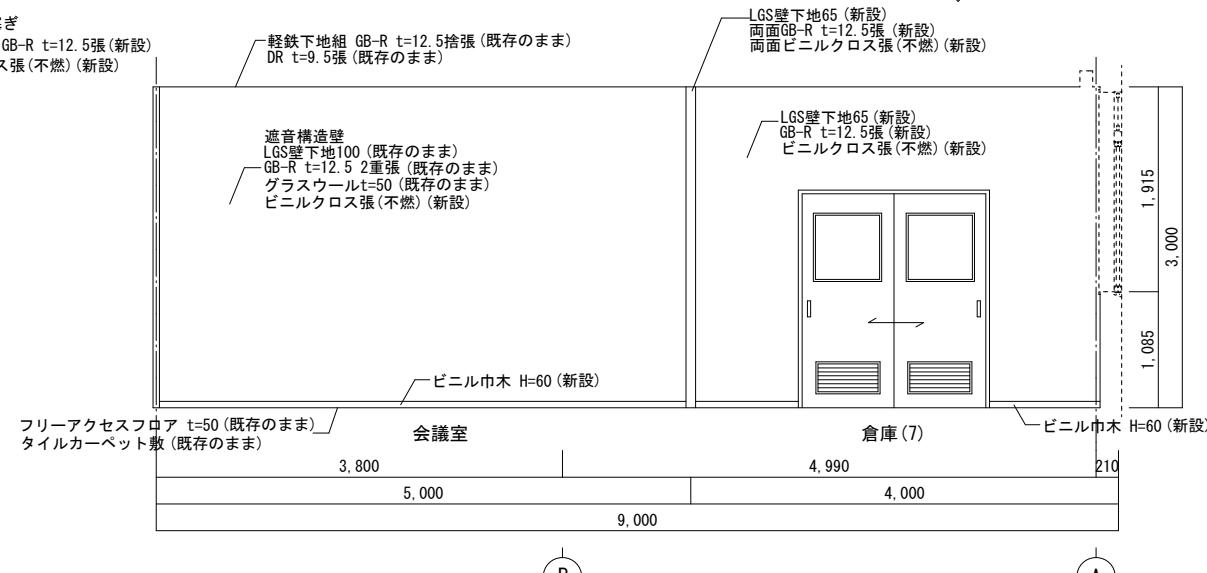 ぎ
GB-R t=12.5張(新設)
ス張(不燃)(新設)
軽鉄下地組 GB-R t=12.5捨張(既存のまま)
DR t=9.5張(既存のまま)
LGS壁下地65(新設)
両面GB-R t=12.5張(新設)
両面ビニルクロス張(不燃)(新設)
遮音構造壁
LGS壁下地100(既存のまま)
GB-R t=12.5 2重張(既存のまま)
グラスウールt=50(既存のまま)
ビニルクロス張(不燃)(新設)
LGS壁下地65(新設)
GB-R t=12.5張(新設)
ビニルクロス張(不燃)(新設)
1,915
3,000
1,085
ビニル巾木 H=60(新設)
フリーアクセスフロア t=50(既存のまま)
タイルカーペット敷(既存のまま)
会議室
倉庫(7)
ビニル巾木 H=60(新設)
3,800
4,990
210
5,000
4,000
9,000
B
A